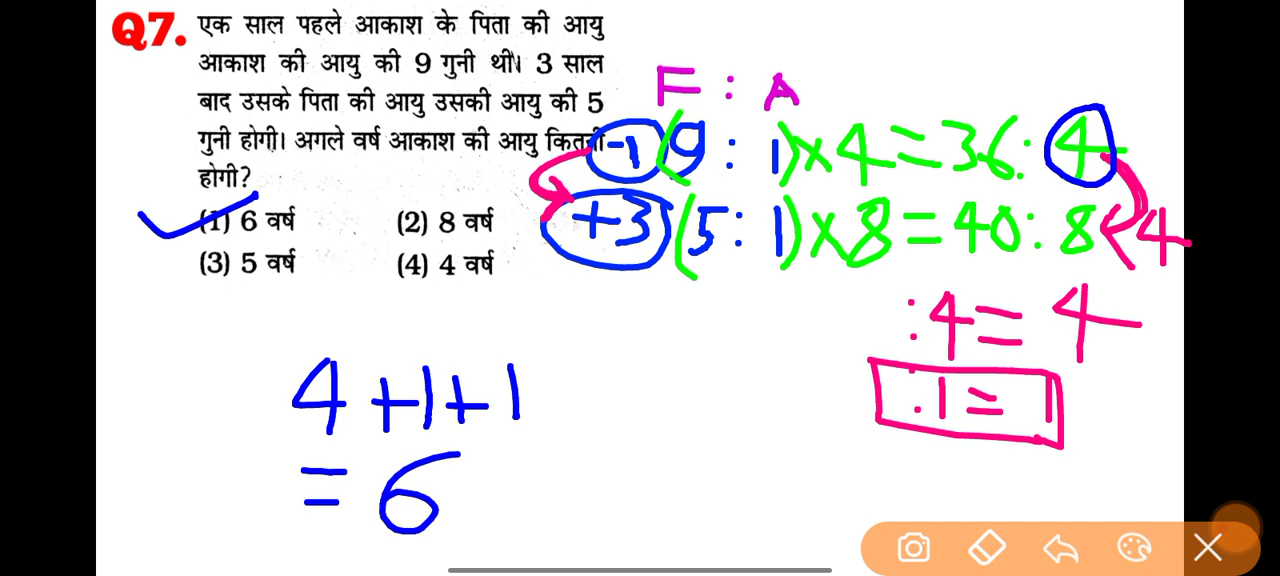 Q7. एक साल पहले आकाश के पिता की आयु
आकाश की आयु की 9 गुनी थी। 3 साल
बाद उसके पिता की आयु उसकी आयु की 5
गुनी होगी। अगले वर्ष आकाश की आयु कितनी
होगी?
(1) 6 वर्ष (2) 8 वर्ष
(3) 5 वर्ष (4) 4 वर्ष
F : A
-1 (9 : 1) × 4 = 36 : 4
+3 (5 : 1) × 8 = 40 : 8 4
: 4 = 4
: 1 = 1
4 + 1 + 1
= 6